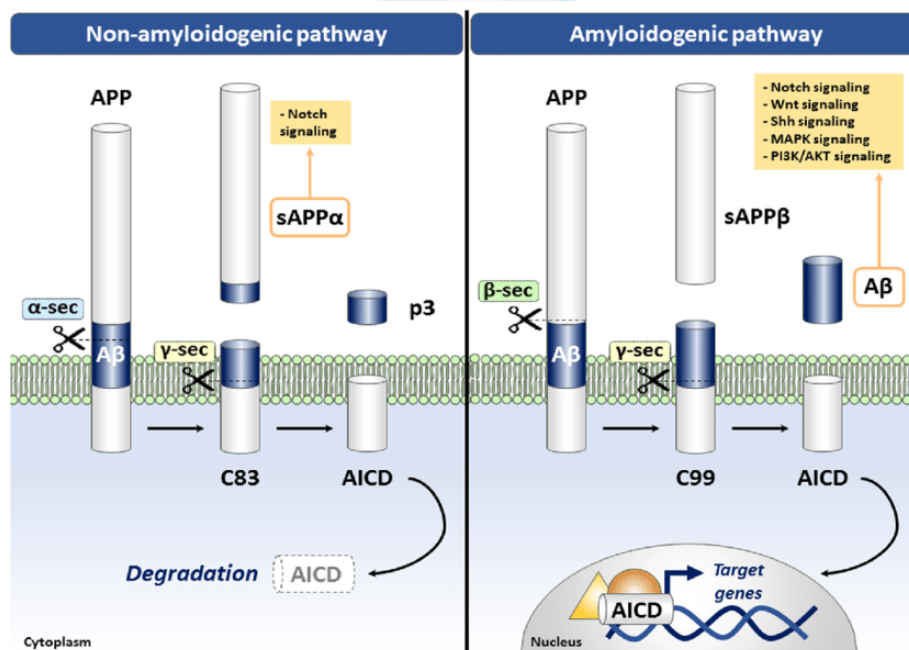 Non-amyloidogenic pathway
APP
- Notch
signaling
sAPPα
α-sec
Aβ
p3
γ-sec
C83
AICD
Degradation
AICD
Cytoplasm
Amyloidogenic pathway
APP
- Notch signaling
- Wnt signaling
- Shh signaling
- MAPK signaling
- PI3K/AKT signaling
sAPPβ
β-sec
Aβ
Aβ
γ-sec
C99
AICD
Target
genes
AICD
Nucleus